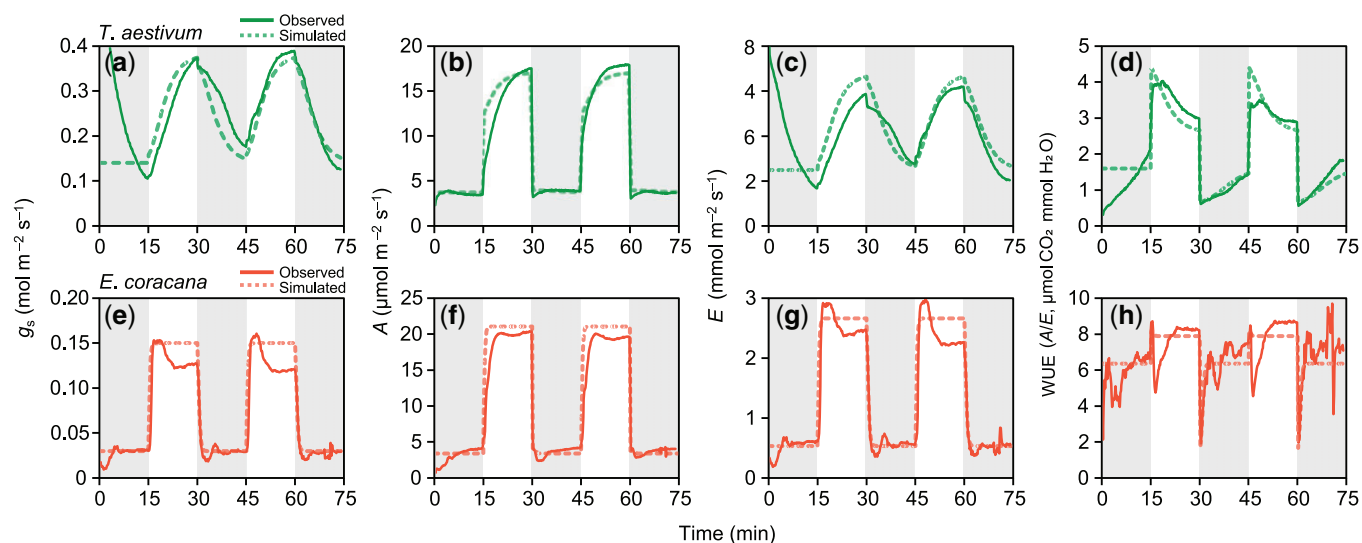 T. aestivum
Observed
Simulated
(a)
0.4
0.3
0.2
0.1
0
0 15 30 45 60 75
(b)
20
15
10
5
0
0 15 30 45 60 75
(c)
8
6
8
2
0
0 15 30 45 60 75
(d)
5
4
3
2
1
0
0 15 30 45 60 75
gs (mol m−2 s−1)
A (μmol m−2 s−1)
E (mmol m−2 s−1)
WUE (A/E, μmol CO2 mmol H2O)
E. coracana
Observed
Simulated
(e)
0.20
0.15
0.10
0.05
0
0 15 30 45 60 75
(f)
25
20
15
10
5
0
0 15 30 45 60 75
(g)
3
2
2
1
0
0 15 30 45 60 75
(h)
10
8
6
4
2
0
0 15 30 45 60 75
Time (min)